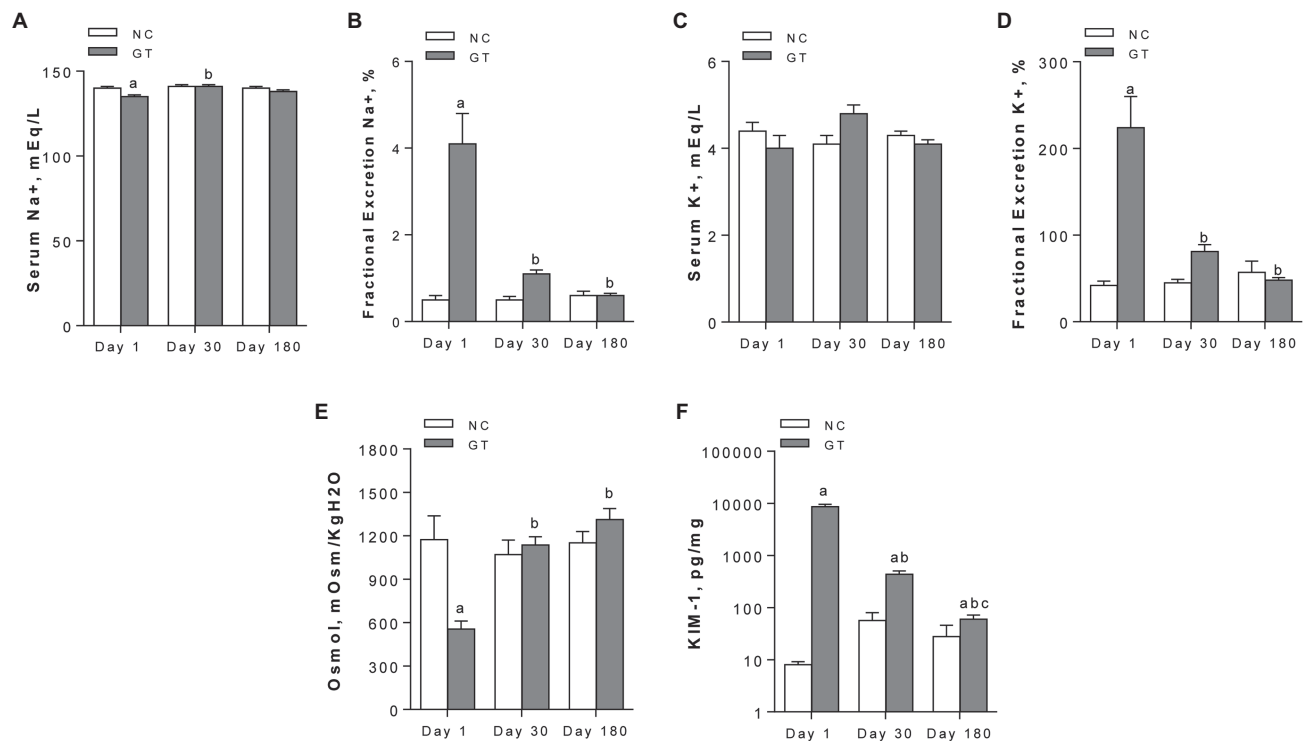 A
NC
GT
Serum Na+, mEq/L
150
100
50
0
a
b
Day 1
Day 30
Day 180
B
NC
GT
Fractional Excretion Na+, %
6
4
2
0
a
b
b
Day 1
Day 30
Day 180
C
NC
GT
Serum K+, mEq/L
6
4
2
0
Day 1
Day 30
Day 180
D
NC
GT
Fractional Excretion K+, %
300
200
100
0
a
b
b
Day 1
Day 30
Day 180
E
NC
GT
Osmol, mOsm/KgH2O
1800
1500
1200
900
600
300
0
a
b
b
Day 1
Day 30
Day 180
F
NC
GT
KIM-1, pg/mg
100000
10000
1000
100
10
1
a
ab
abc
Day 1
Day 30
Day 180